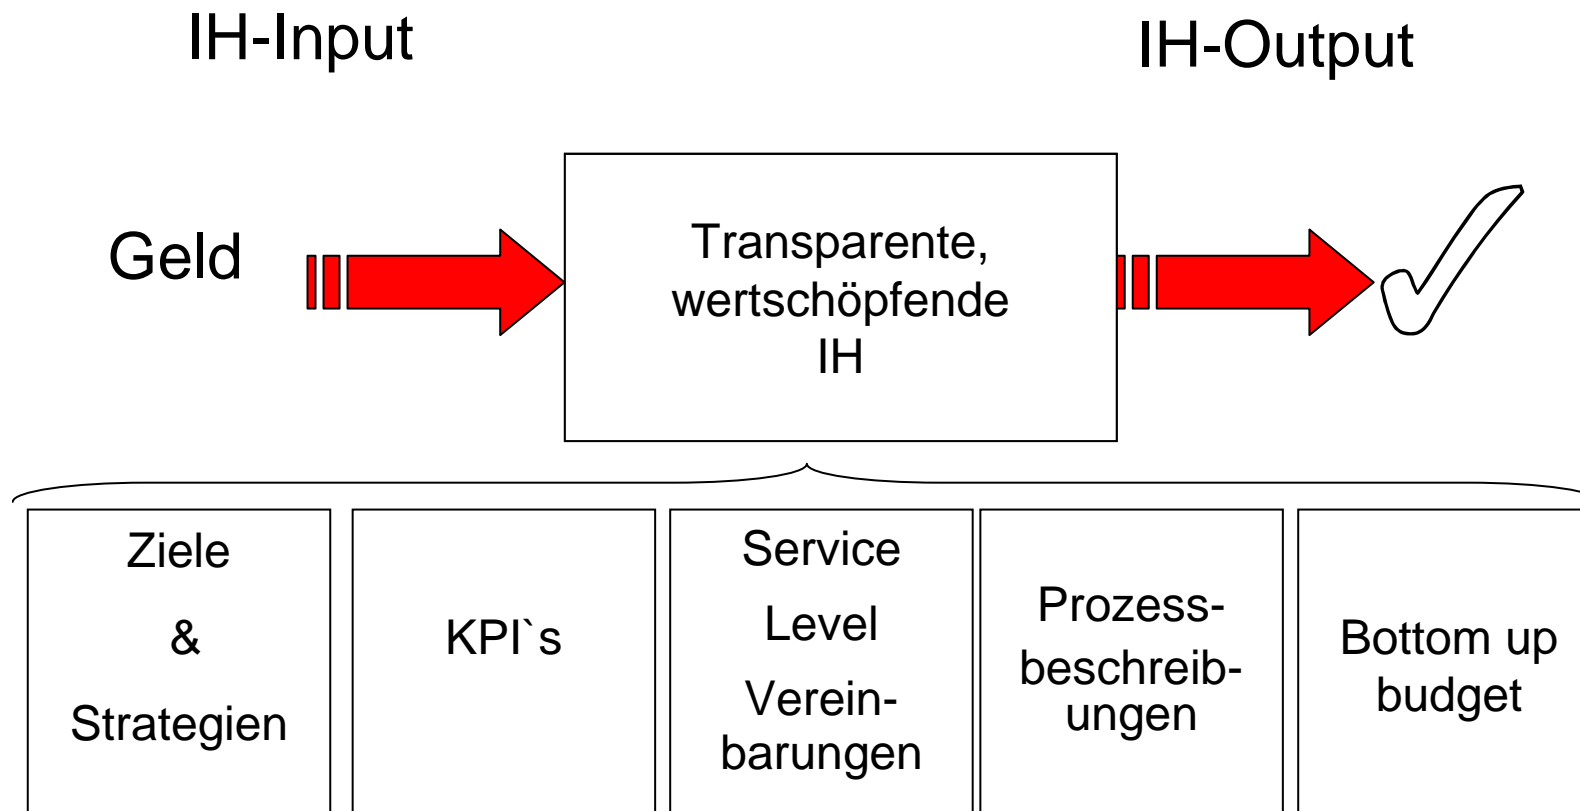 IH-Input
IH-Output
Geld
Transparente,
wertschöpfende
IH
Ziele
&
Strategien
KPI`s
Service
Level
Verein-
barungen
Prozess-
beschreib-
ungen
Bottom up
budget